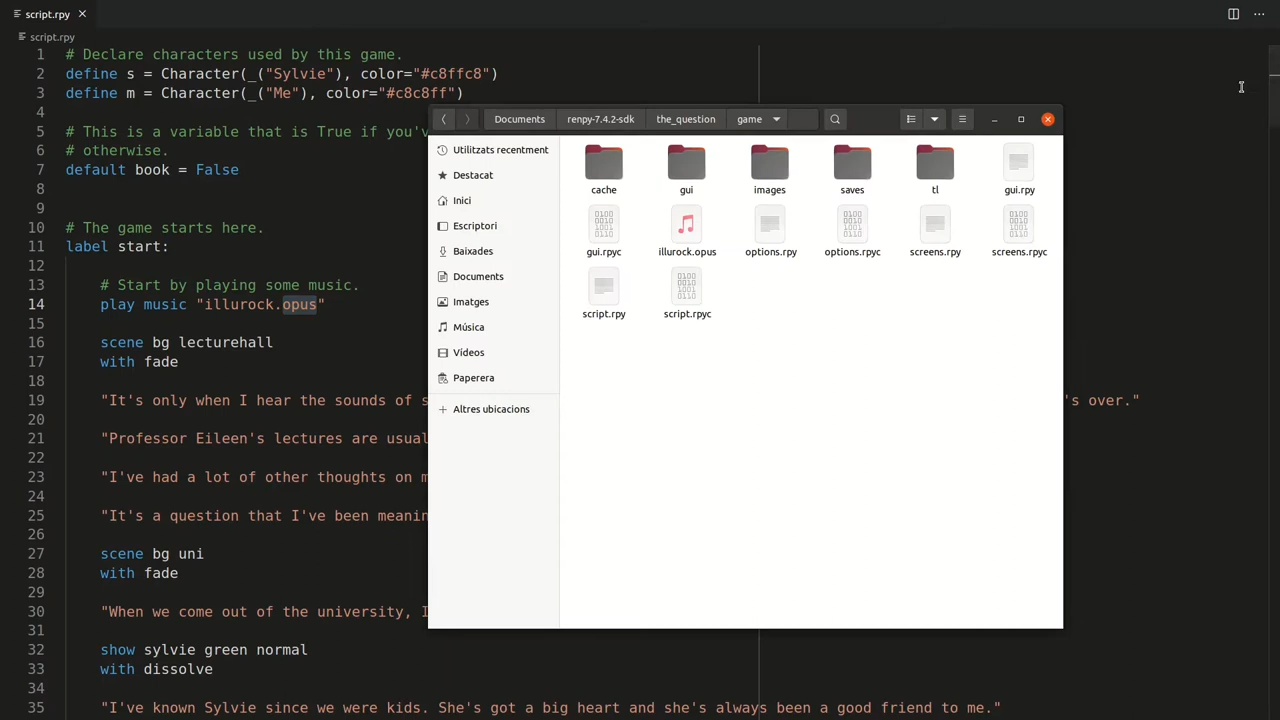 script.rpy
script.rpy
1 # Declare characters used by this game.
2 define s = Character(_("Sylvie"), color="#c8ffc8")
3 define m = Character(_("Me"), color="#c8c8ff")
4
5 # This is a variable that is True if you've
6 # otherwise.
7 default book = False
8
9
10 # The game starts here.
11 label start:
12
13 # Start by playing some music.
14 play music "illurock.opus"
15
16 scene bg lecturehall
17 with fade
18
19 "It's only when I hear the sounds of s 's over."
20
21 "Professor Eileen's lectures are usual
22
23 "I've had a lot of other thoughts on m
24
25 "It's a question that I've been meanin
26
27 scene bg uni
28 with fade
29
30 "When we come out of the university, I
31
32 show sylvie green normal
33 with dissolve
34
35 "I've known Sylvie since we were kids. She's got a big heart and she's always been a good friend to me."
Documents renpy-7.4.2-sdk the_question game
Utilitzats recentment
Destacat
Inici
Escriptori
Baixades
Documents
Imatges
Música
Vídeos
Paperera
Altres ubicacions
cache gui images saves tl gui.rpy
gui.rpyc illurock.opus options.rpy options.rpyc screens.rpy screens.rpyc
script.rpy script.rpyc